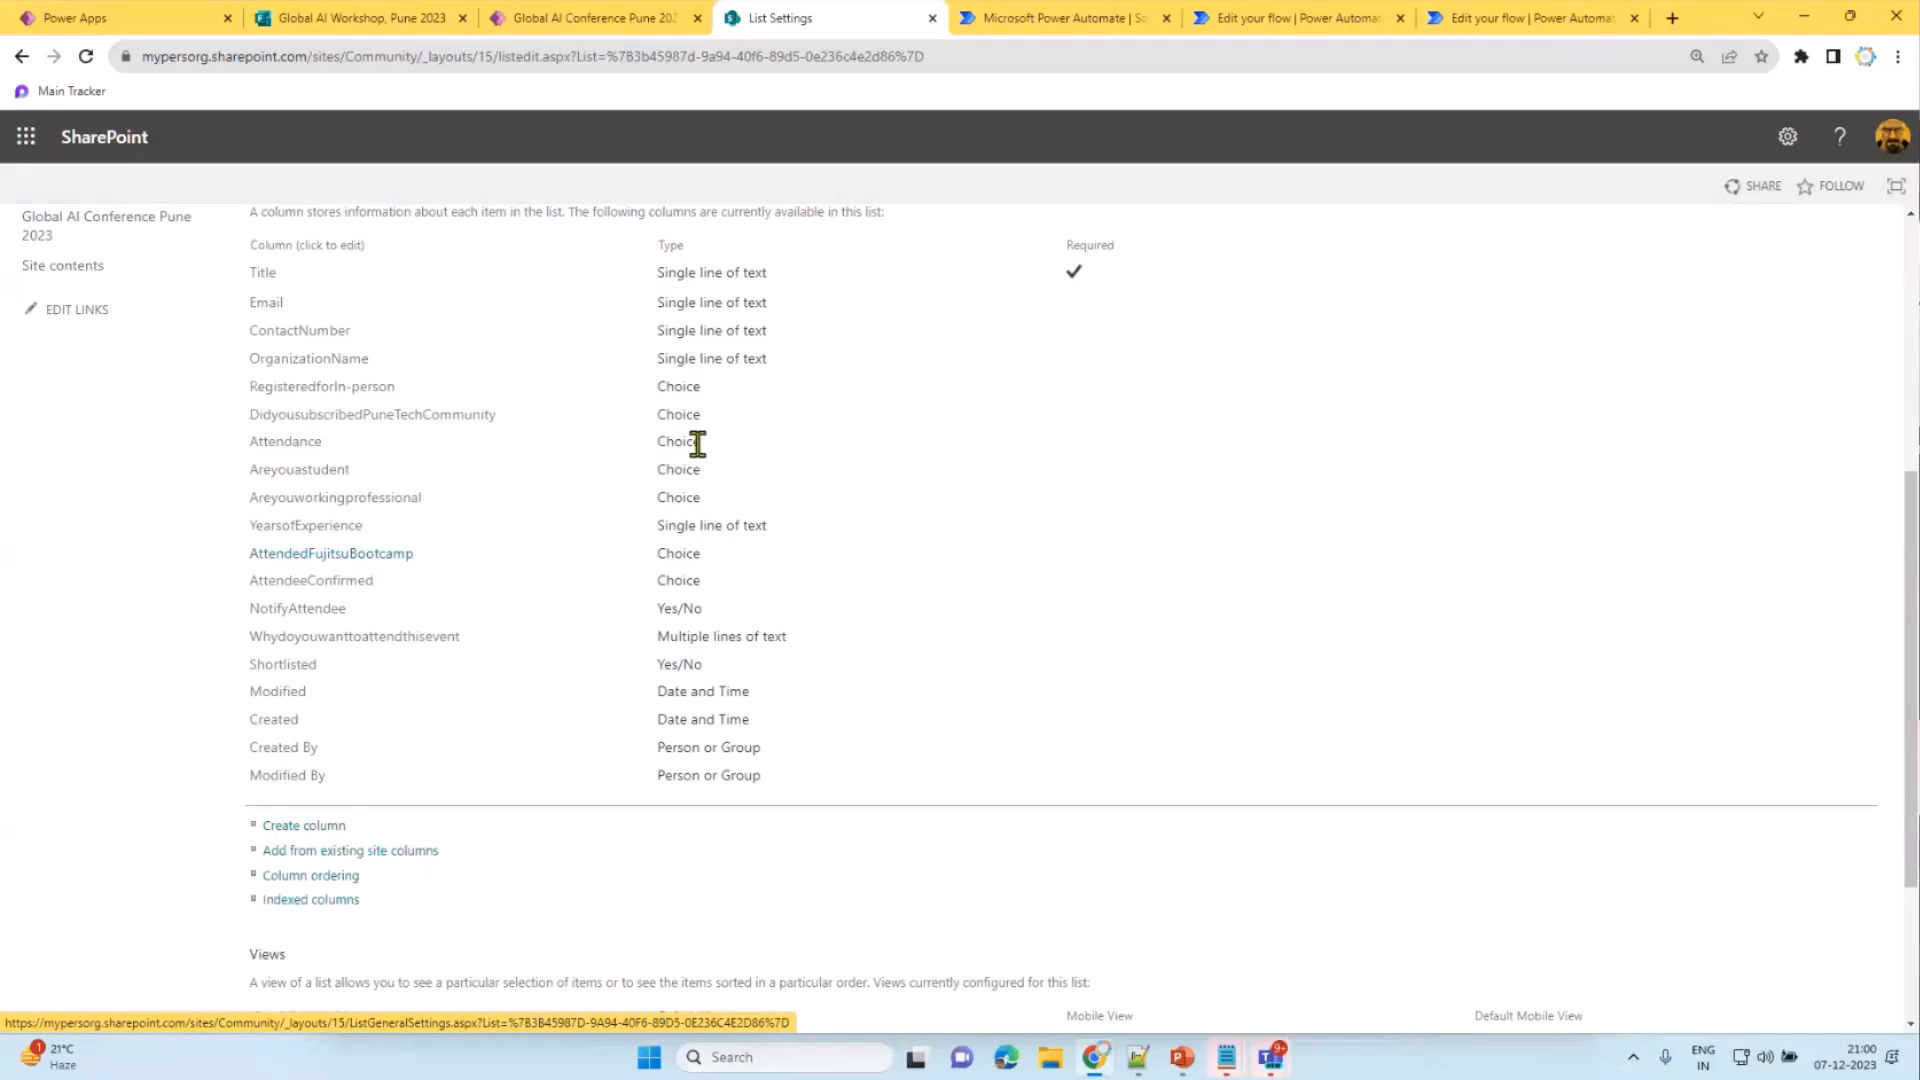 Power Apps
Global AI Workshop, Pune 2023
Global AI Conference Pune 202
List Settings
Microsoft Power Automate | So
Edit your flow | Power Automat
Edit your flow | Power Automat
mypersorg.sharepoint.com/sites/Community/_layouts/15/listedit.aspx?List=%7B3b45987d-9a94-40f6-89d5-0e236c4e2d86%7D
Main Tracker
SharePoint
SHARE
FOLLOW
Global AI Conference Pune
2023
Site contents
EDIT LINKS
A column stores information about each item in the list. The following columns are currently available in this list:
Column (click to edit) Type Required
Title Single line of text
Email Single line of text
ContactNumber Single line of text
OrganizationName Single line of text
RegisteredforIn-person Choice
DidyousubscribedPuneTechCommunity Choice
Attendance Choice
Areyouastudent Choice
Areyouworkingprofessional Choice
YearsofExperience Single line of text
AttendedFujitsuBootcamp Choice
AttendeeConfirmed Choice
NotifyAttendee Yes/No
Whydoyouwanttoattendthisevent Multiple lines of text
Shortlisted Yes/No
Modified Date and Time
Created Date and Time
Created By Person or Group
Modified By Person or Group
Create column
Add from existing site columns
Column ordering
Indexed columns
Views
A view of a list allows you to see a particular selection of items or to see the items sorted in a particular order. Views currently configured for this list:
Mobile View Default Mobile View
https://mypersorg.sharepoint.com/sites/Community/_layouts/15/ListGeneralSettings.aspx?List=%7B3B45987D-9A94-40F6-89D5-0E236C4E2D86%7D
1
21°C
Haze
Search
9+
ENG
IN
21:00
07-12-2023